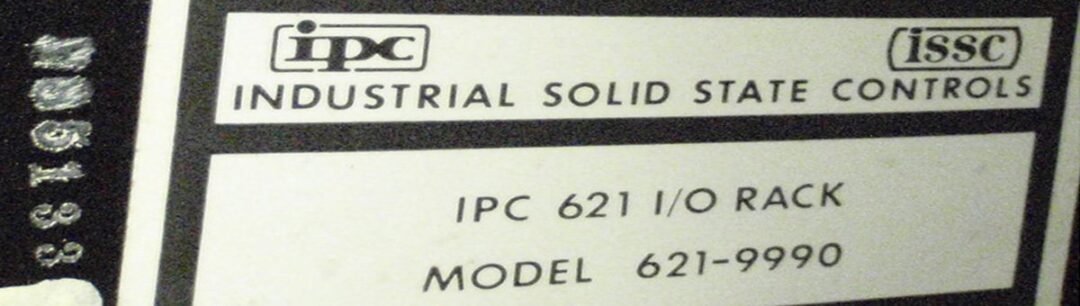 ipc
issc
INDUSTRIAL SOLID STATE CONTROLS
IPC 621 I/O RACK
MODEL 621-9990